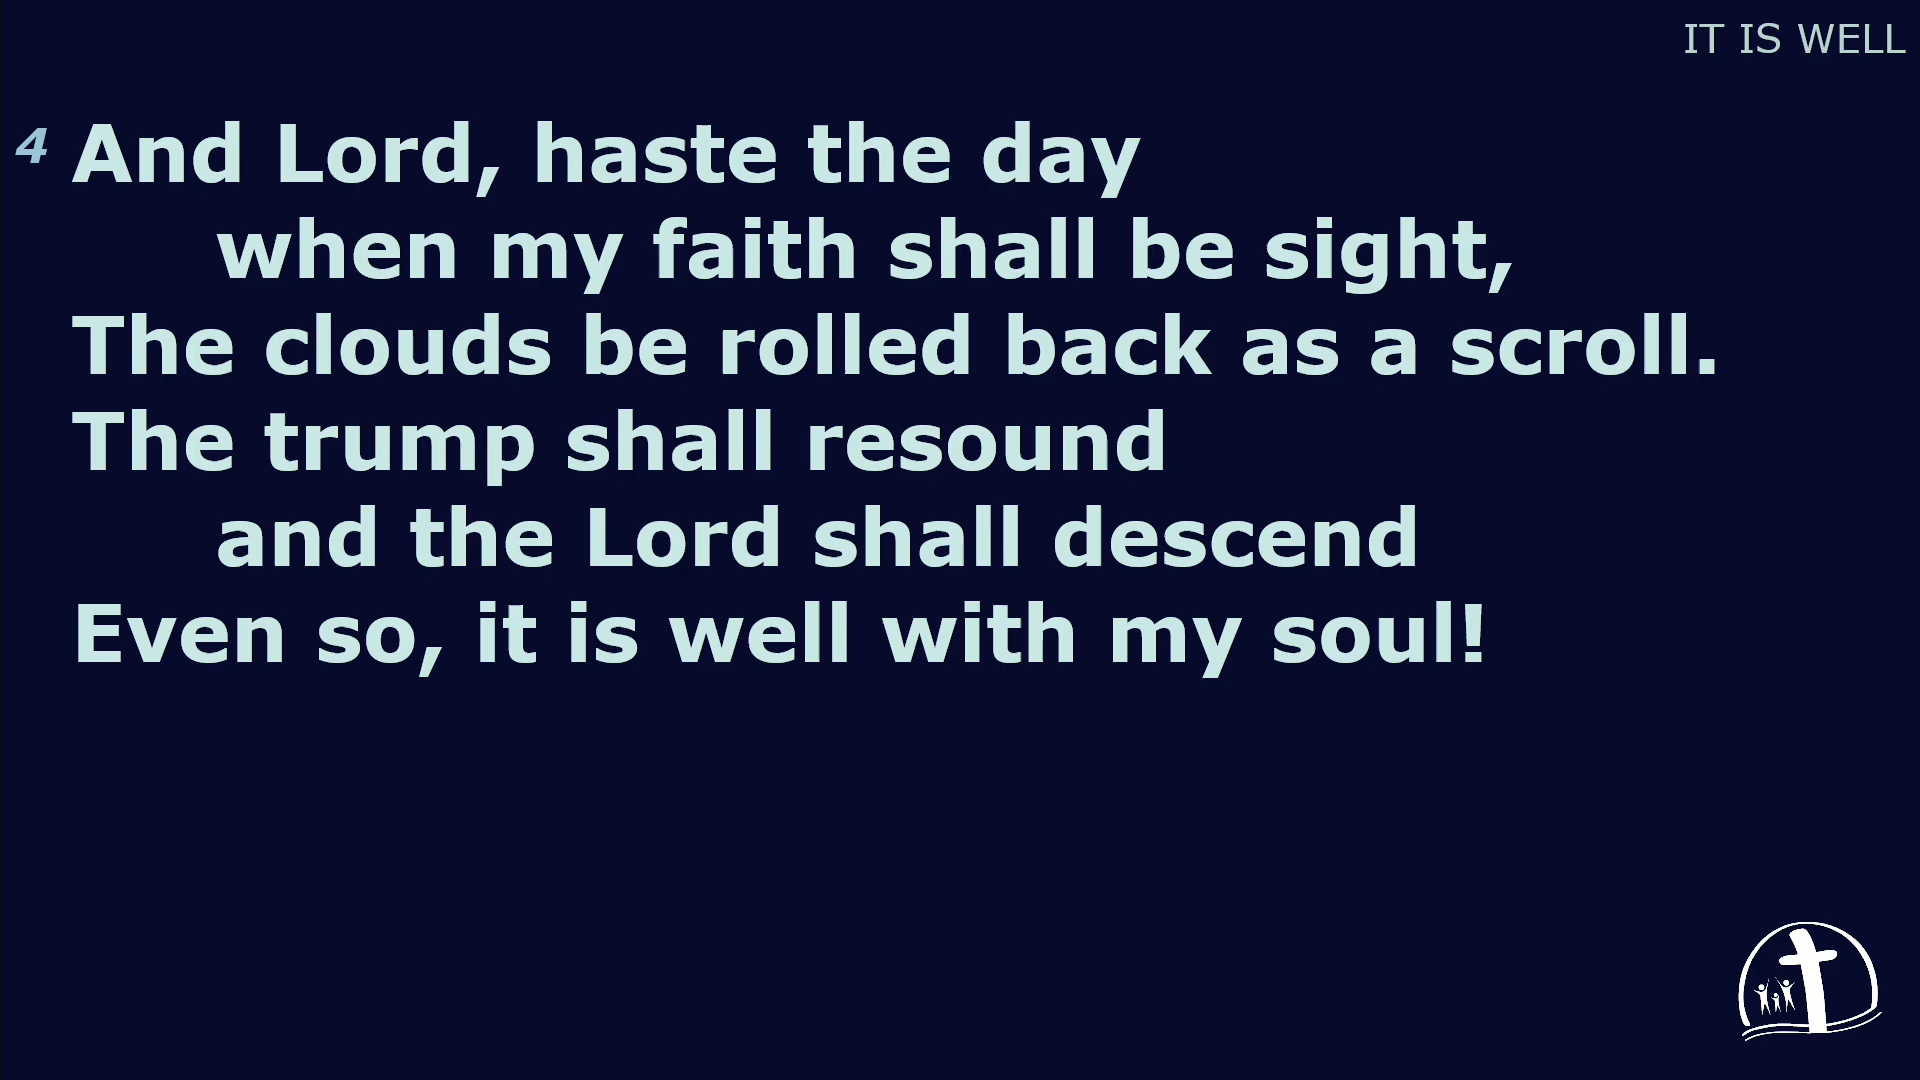 IT IS WELL
4 And Lord, haste the day
when my faith shall be sight,
The clouds be rolled back as a scroll.
The trump shall resound
and the Lord shall descend
Even so, it is well with my soul!